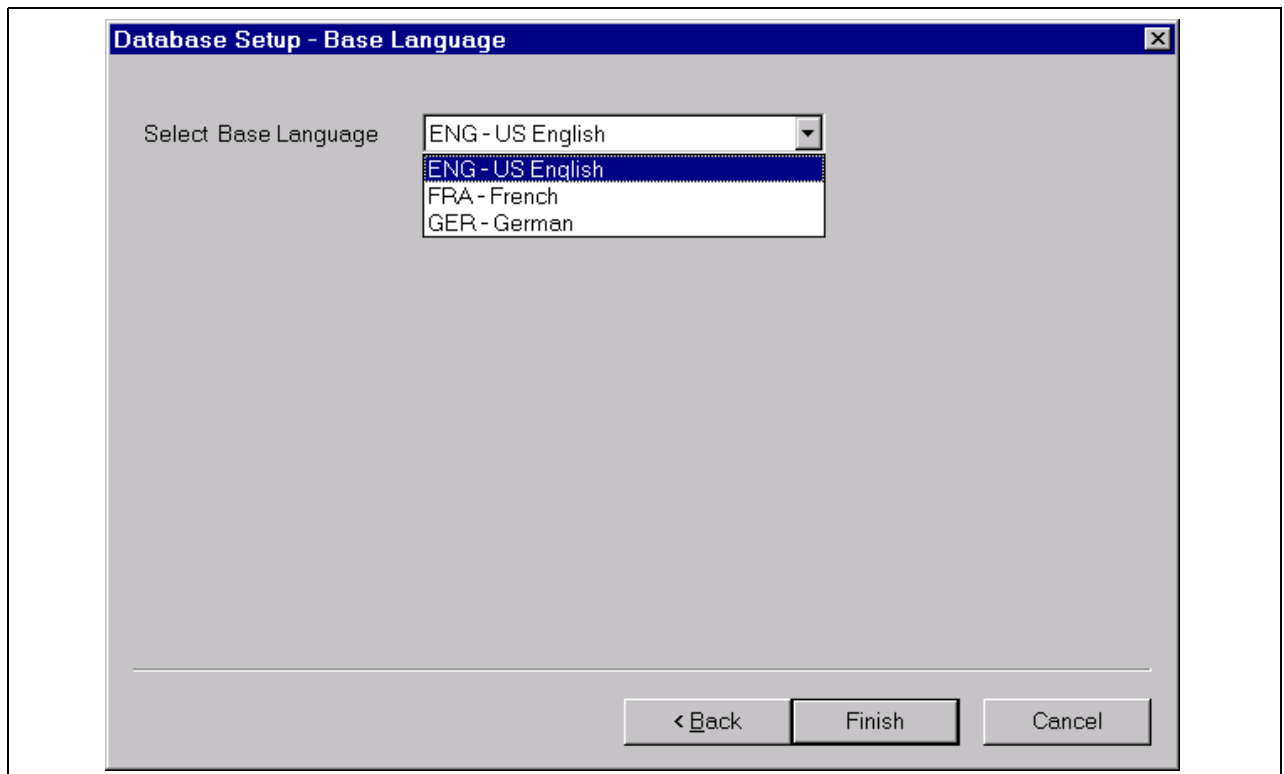 Database Setup - Base Language
Select Base Language
ENG - US English
ENG - US English
FRA - French
GER - German
< Back
Finish
Cancel